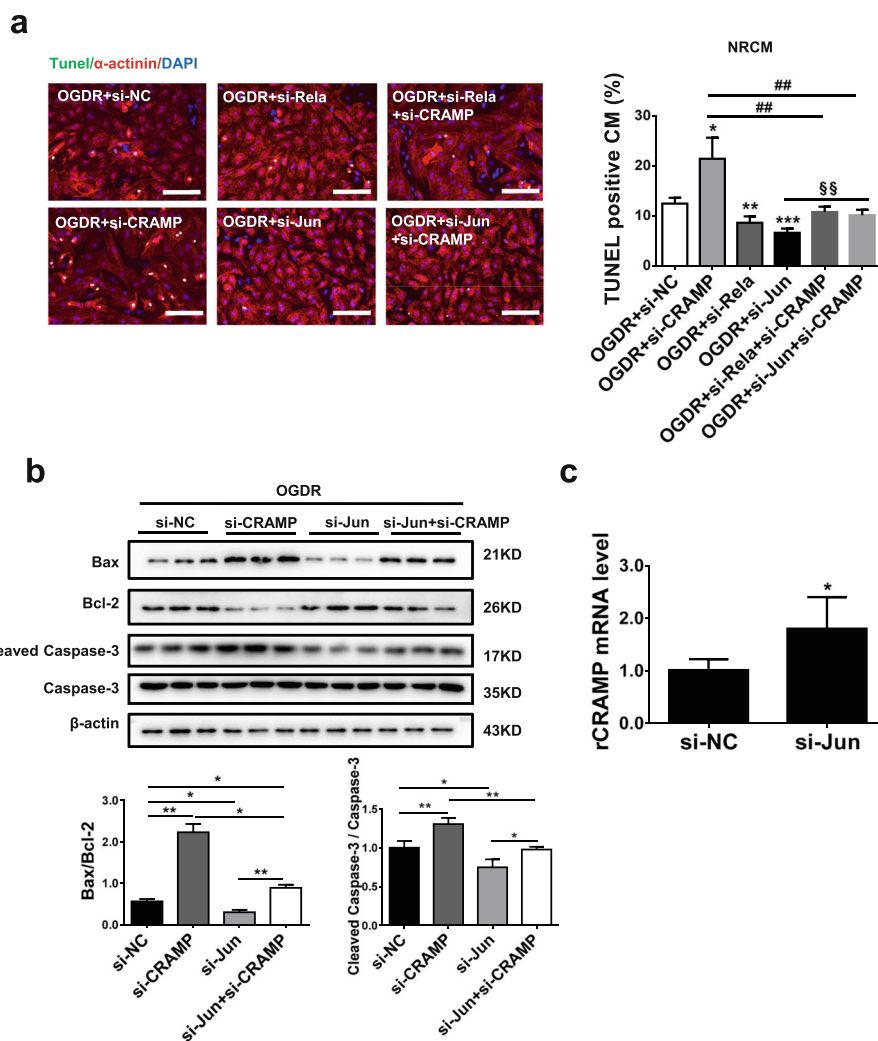 a
Tunel/α-actinin/DAPI
OGDR+si-NC
OGDR+si-Rela
OGDR+si-Rela
+si-CRAMP
OGDR+si-CRAMP
OGDR+si-Jun
OGDR+si-Jun
+si-CRAMP
NRCM
TUNEL positive CM (%)
30
20
10
0
*
**
***
##
##
§§
OGDR+si-NC
OGDR+si-CRAMP
OGDR+si-Rela
OGDR+si-Jun
OGDR+si-Rela+si-CRAMP
OGDR+si-Jun+si-CRAMP
b
OGDR
si-NC
si-CRAMP
si-Jun
si-Jun+si-CRAMP
Bax
21KD
Bcl-2
26KD
eaved Caspase-3
17KD
Caspase-3
35KD
β-actin
43KD
Bax/Bcl-2
3.0
2.0
1.0
0.0
*
*
**
*
**
si-NC
si-CRAMP
si-Jun
si-Jun+si-CRAMP
Cleaved Caspase-3 / Caspase-3
1.5
1.0
0.5
0.0
*
**
**
*
si-NC
si-CRAMP
si-Jun
si-Jun+si-CRAMP
c
rCRAMP mRNA level
3.0
2.0
1.0
0.0
*
si-NC
si-Jun